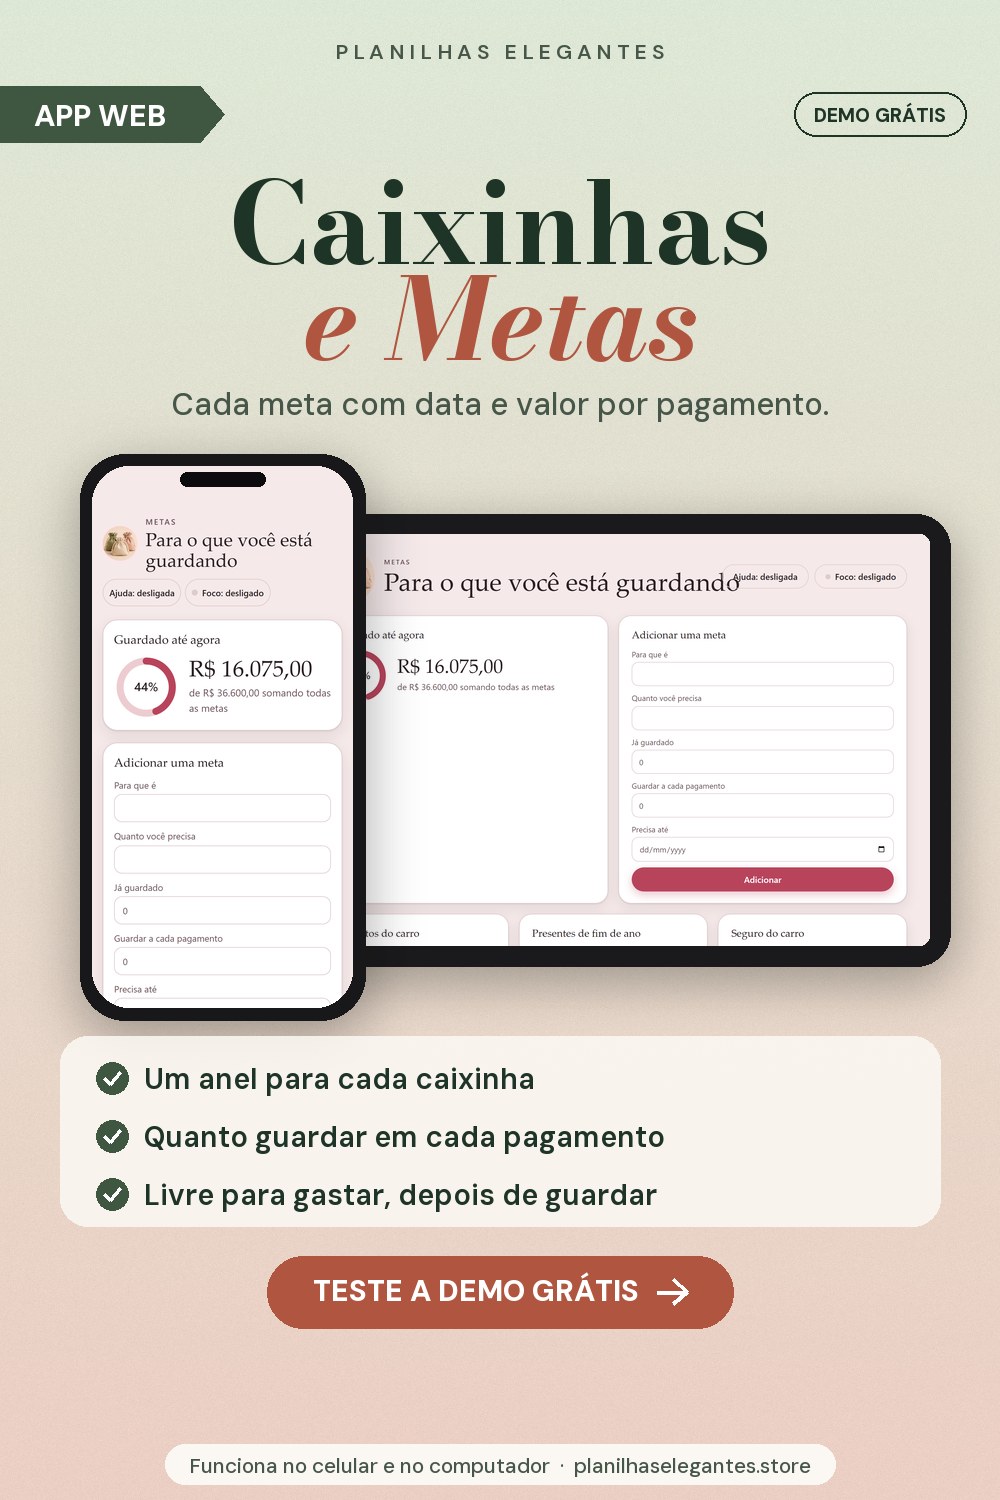 PLANILHAS ELEGANTES
APP WEB
DEMO GRÁTIS
Caixinhas
e Metas
Cada meta com data e valor por pagamento.
METAS
Para o que você está
guardando
Ajuda: desligada
Foco: desligado
Guardado até agora
44%
R$ 16.075,00
de R$ 36.600,00 somando todas
as metas
Adicionar uma meta
Para que é
Quanto você precisa
Já guardado
0
Guardar a cada pagamento
0
Precisa até
METAS
Para o que você está guardando
Ajuda: desligada
Foco: desligado
do até agora
%
R$ 16.075,00
de R$ 36.600,00 somando todas as metas
Adicionar uma meta
Para que é
Quanto você precisa
Já guardado
0
Guardar a cada pagamento
0
Precisa até
dd/mm/yyyy
Adicionar
tos do carro
Presentes de fim de ano
Seguro do carro
Um anel para cada caixinha
Quanto guardar em cada pagamento
Livre para gastar, depois de guardar
TESTE A DEMO GRÁTIS →
Funciona no celular e no computador · planilhaselegantes.store